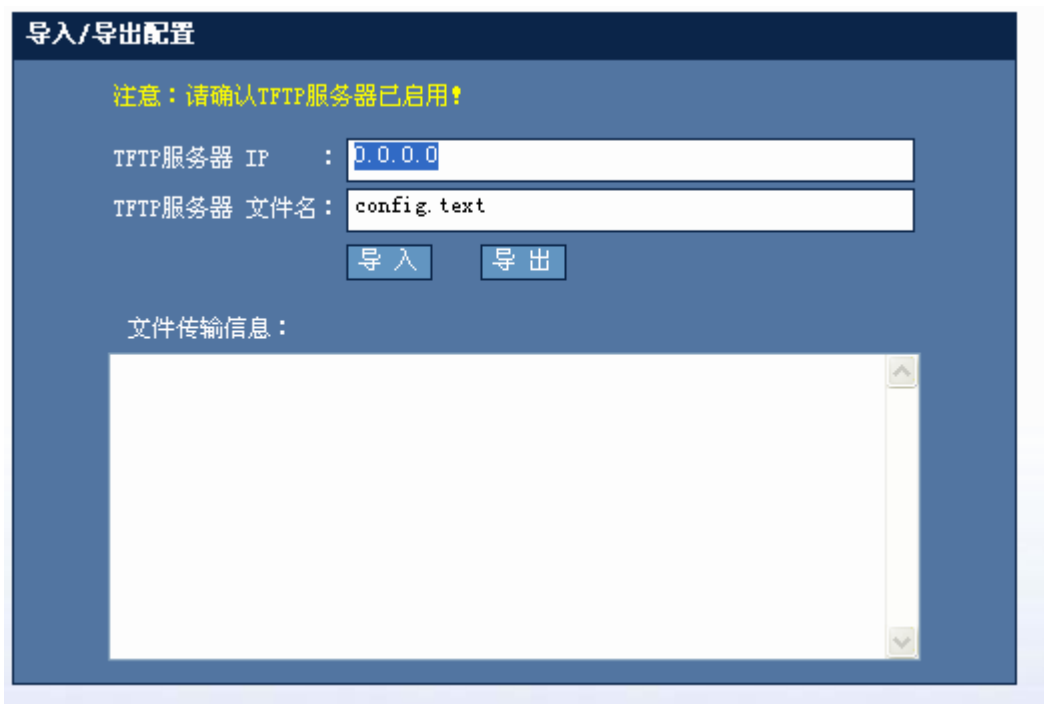 导入/导出配置
注意：请确认TFTP服务器已启用！
TFTP服务器 IP ： 0.0.0.0
TFTP服务器 文件名： config.text
导 入 导 出
文件传输信息：